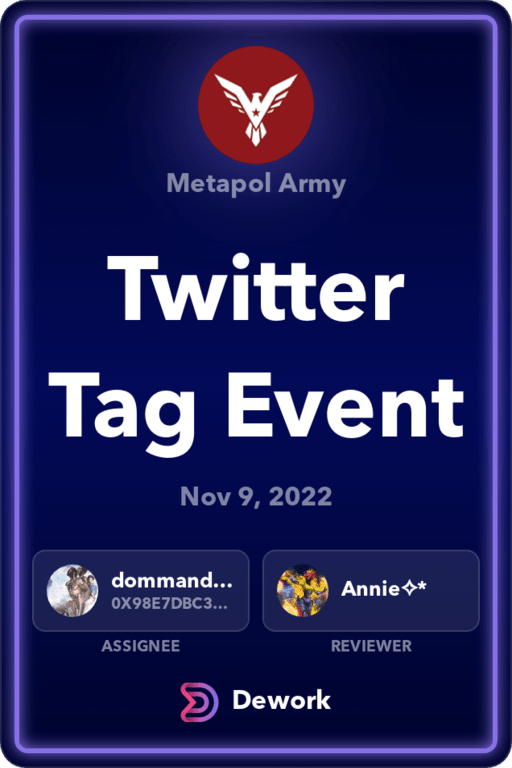 Metapol Army
Twitter
Tag Event
Nov 9, 2022
dommand...
0X98E7DBC3...
ASSIGNEE
Annie✧*
REVIEWER
Dework